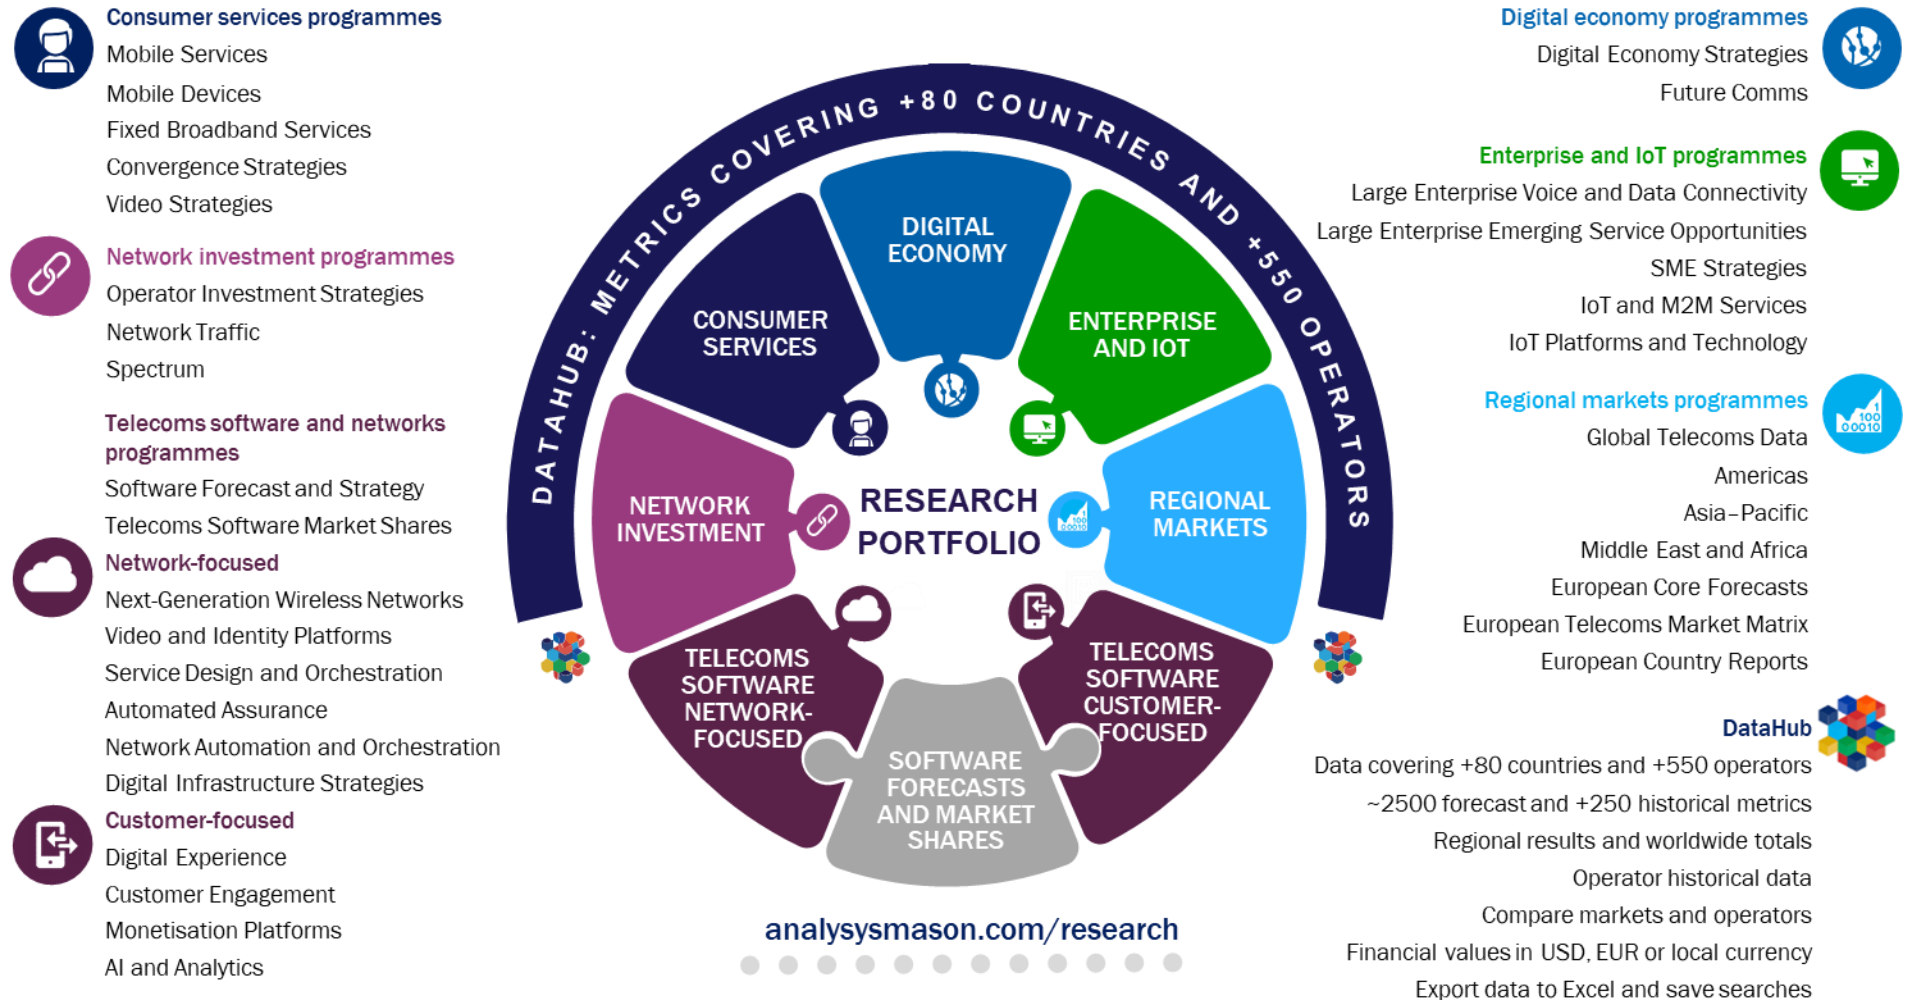 Consumer services programmes
Mobile Services
Mobile Devices
Fixed Broadband Services
Convergence Strategies
Video Strategies
Network investment programmes
Operator Investment Strategies
Network Traffic
Spectrum
Telecoms software and networks
programmes
Software Forecast and Strategy
Telecoms Software Market Shares
Network-focused
Next-Generation Wireless Networks
Video and Identity Platforms
Service Design and Orchestration
Automated Assurance
Network Automation and Orchestration
Digital Infrastructure Strategies
Customer-focused
Digital Experience
Customer Engagement
Monetisation Platforms
AI and Analytics
DATAHUB: METRICS COVERING +80 COUNTRIES AND +550 OPERATORS
DIGITAL
ECONOMY
CONSUMER
SERVICES
ENTERPRISE
AND IOT
NETWORK
INVESTMENT
RESEARCH
PORTFOLIO
REGIONAL
MARKETS
1
100
00010
TELECOMS
SOFTWARE
NETWORK-
FOCUSED
TELECOMS
SOFTWARE
CUSTOMER-
FOCUSED
SOFTWARE
FORECASTS
AND MARKET
SHARES
analysysmason.com/research
Digital economy programmes
Digital Economy Strategies
Future Comms
Enterprise and IoT programmes
Large Enterprise Voice and Data Connectivity
Large Enterprise Emerging Service Opportunities
SME Strategies
IoT and M2M Services
IoT Platforms and Technology
Regional markets programmes
1
100
00010
Global Telecoms Data
Americas
Asia–Pacific
Middle East and Africa
European Core Forecasts
European Telecoms Market Matrix
European Country Reports
DataHub
Data covering +80 countries and +550 operators
~2500 forecast and +250 historical metrics
Regional results and worldwide totals
Operator historical data
Compare markets and operators
Financial values in USD, EUR or local currency
Export data to Excel and save searches